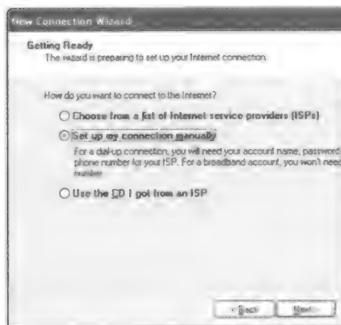 New Connection Wizard
Getting Ready
The wizard is preparing to set up your Internet connection.
How do you want to connect to the Internet?
Choose from a list of Internet service providers (ISPs)
Set up my connection manually
For a dial-up connection, you will need your account name, password
phone number for your ISP. For a broadband account, you won't need
number.
Use the CD I got from an ISP
< Back
Next